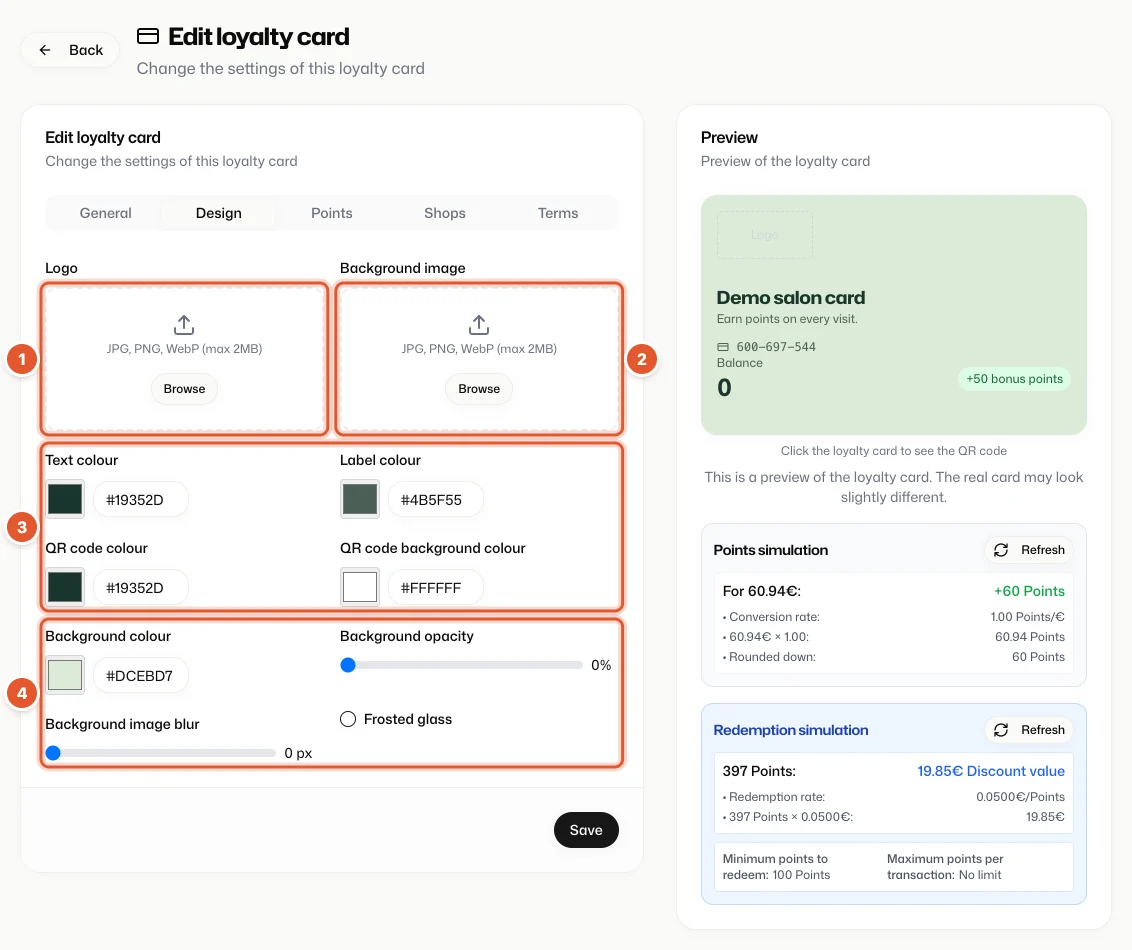 Back
Edit loyalty card
Change the settings of this loyalty card
Edit loyalty card
Change the settings of this loyalty card
General Design Points Shops Terms
Logo
JPG, PNG, WebP (max 2MB)
Browse
1
Background image
JPG, PNG, WebP (max 2MB)
Browse
2
Text colour
#19352D
Label colour
#4B5F55
3
QR code colour
#19352D
QR code background colour
#FFFFFF
Background colour
#DCEBD7
Background opacity
0%
4
Background image blur
0 px
Frosted glass
Save
Preview
Preview of the loyalty card
Logo
Demo salon card
Earn points on every visit.
600-697-544
Balance
0
+50 bonus points
Click the loyalty card to see the QR code
This is a preview of the loyalty card. The real card may look
slightly different.
Points simulation
Refresh
For 60.94€: +60 Points
• Conversion rate: 1.00 Points/€
• 60.94€ × 1.00: 60.94 Points
• Rounded down: 60 Points
Redemption simulation
Refresh
397 Points: 19.85€ Discount value
• Redemption rate: 0.0500€/Points
• 397 Points × 0.0500€: 19.85€
Minimum points to
redeem: 100 Points
Maximum points per
transaction: No limit